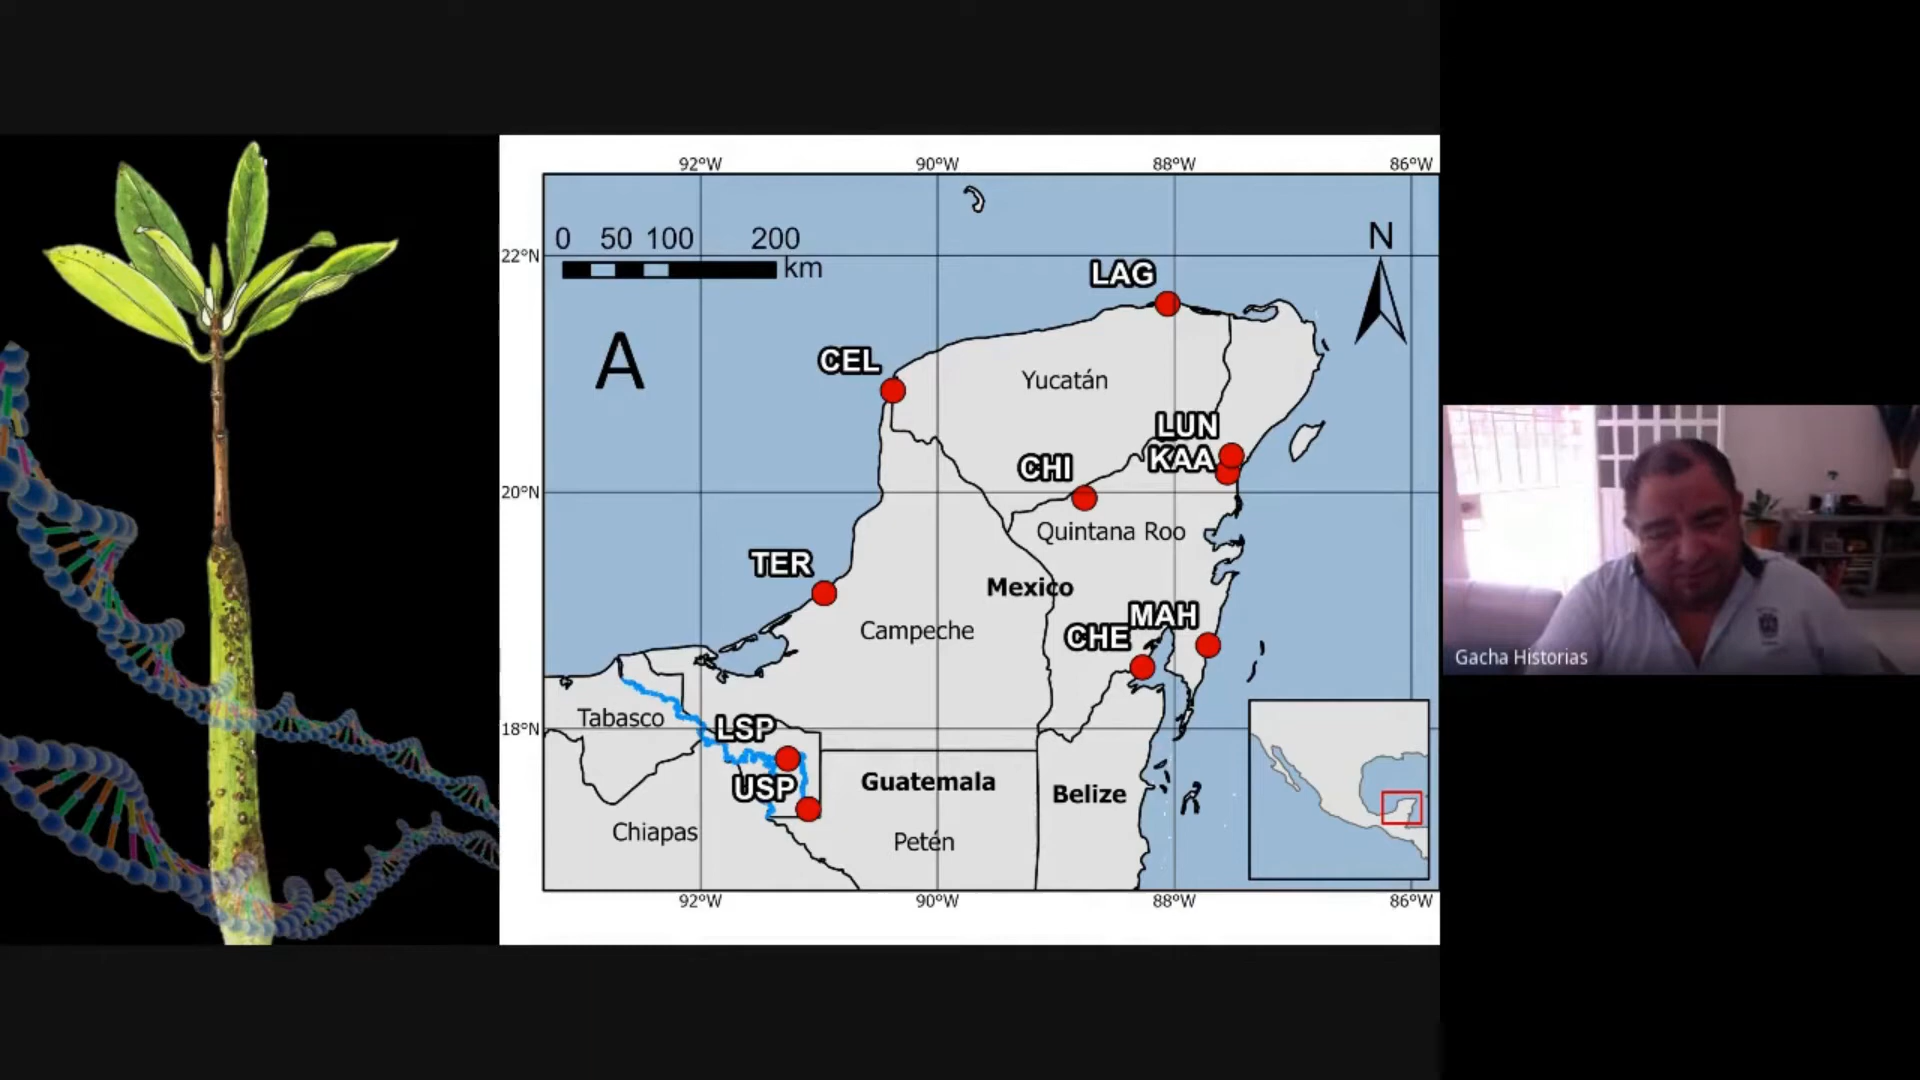 92°W 90°W 88°W 86°W
0 50 100 200
km
N
22°N
LAG
A
CEL
Yucatán
LUN
KAA
CHI
20°N
Quintana Roo
TER
Mexico
MAH
CHE
Campeche
Gacha Historias
Tabasco
LSP
18°N
USP
Guatemala
Belize
Chiapas
Petén
92°W 90°W 88°W 86°W